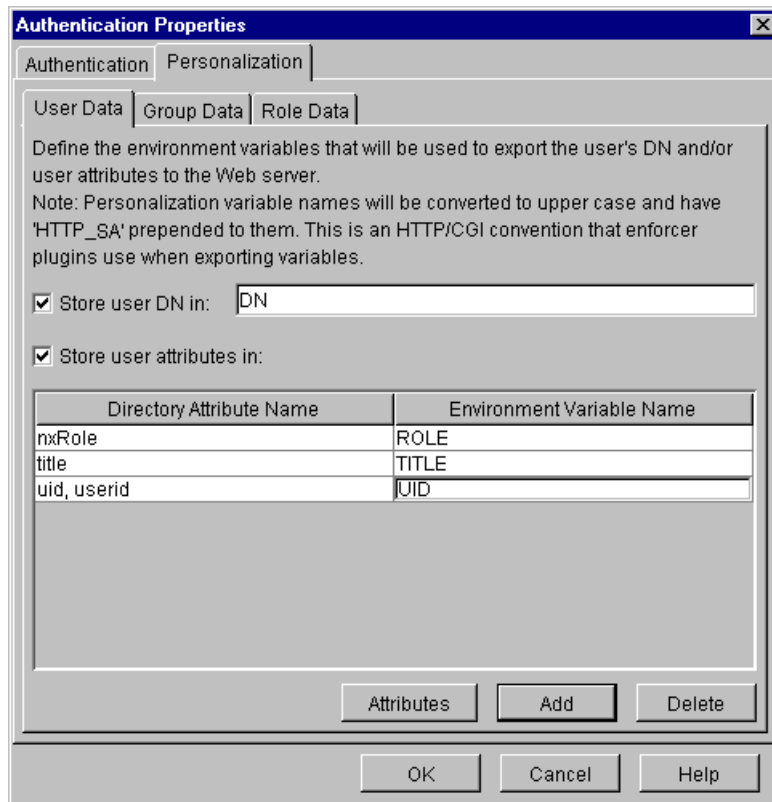 Authentication Properties
Authentication Personalization
User Data Group Data Role Data
Define the environment variables that will be used to export the user's DN and/or
user attributes to the Web server.
Note: Personalization variable names will be converted to upper case and have
'HTTP_SA' prepended to them. This is an HTTP/CGI convention that enforcer
plugins use when exporting variables.
Store user DN in: DN
Store user attributes in:
Directory Attribute Name Environment Variable Name
nxRole ROLE
title TITLE
uid, userid UID
Attributes Add Delete
OK Cancel Help